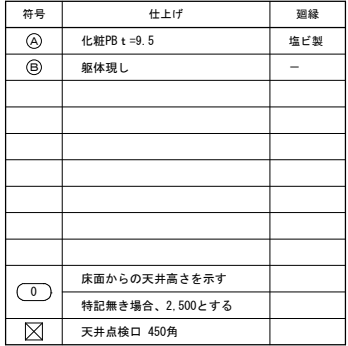 符号 仕上げ 廻縁
Ⓐ 化粧PBｔ=9.5 塩ビ製
Ⓑ 躯体現し －
0 床面からの天井高さを示す
特記無き場合、2,500とする
天井点検口 450角